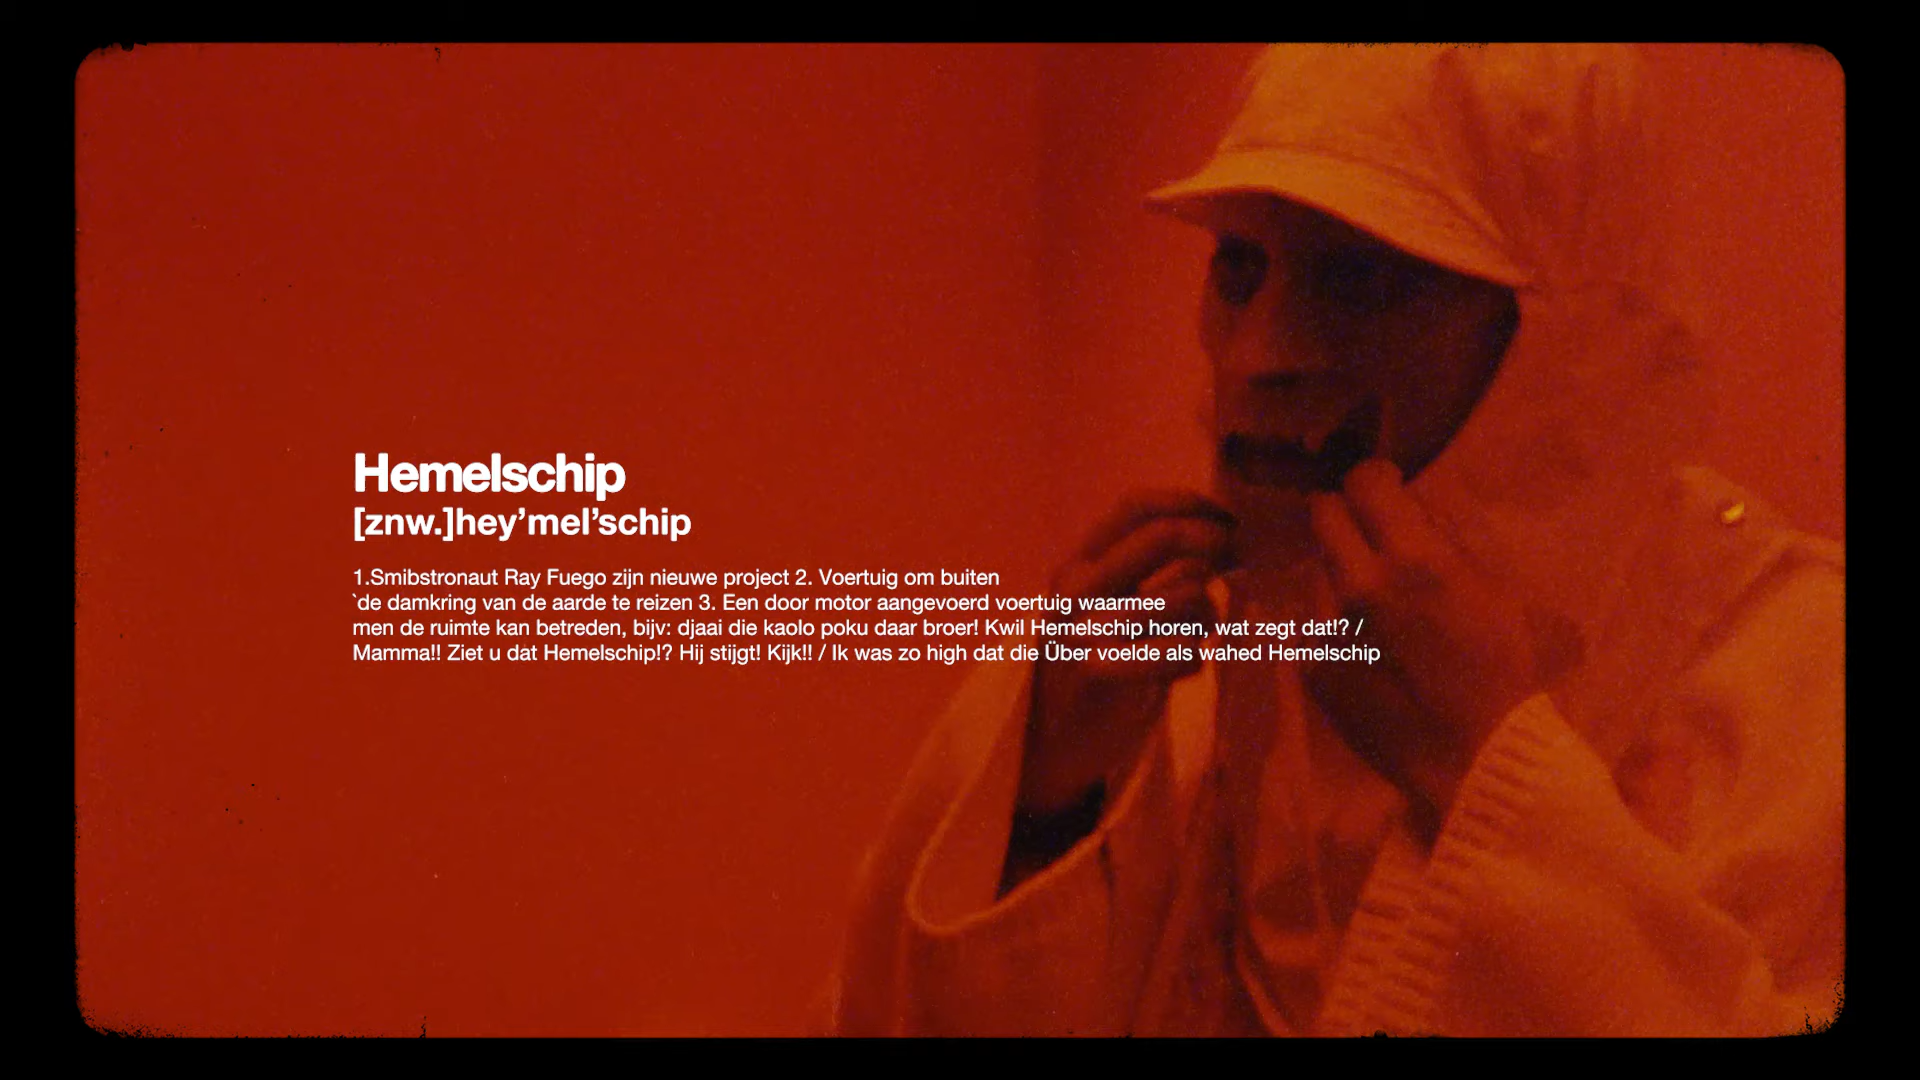 Hemelschip
[znw.]hey’mel’schip
1.Smibstronaut Ray Fuego zijn nieuwe project 2. Voertuig om buiten
`de damkring van de aarde te reizen 3. Een door motor aangevoerd voertuig waarmee
men de ruimte kan betreden, bijv: djaai die kaolo poku daar broer! Kwil Hemelschip horen, wat zegt dat!? /
Mamma!! Ziet u dat Hemelschip!? Hij stijgt! Kijk!! / Ik was zo high dat die Über voelde als wahed Hemelschip